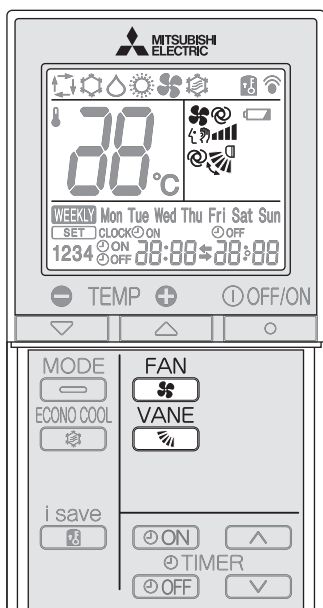 MITSUBISHI
ELECTRIC
88°C
WEEKLY Mon Tue Wed Thu Fri Sat Sun
SET CLOCK ON OFF
1234 ON OFF 88:88 88:88
TEMP OFF/ON
MODE FAN
ECONO COOL VANE
i save
ON
TIMER
OFF